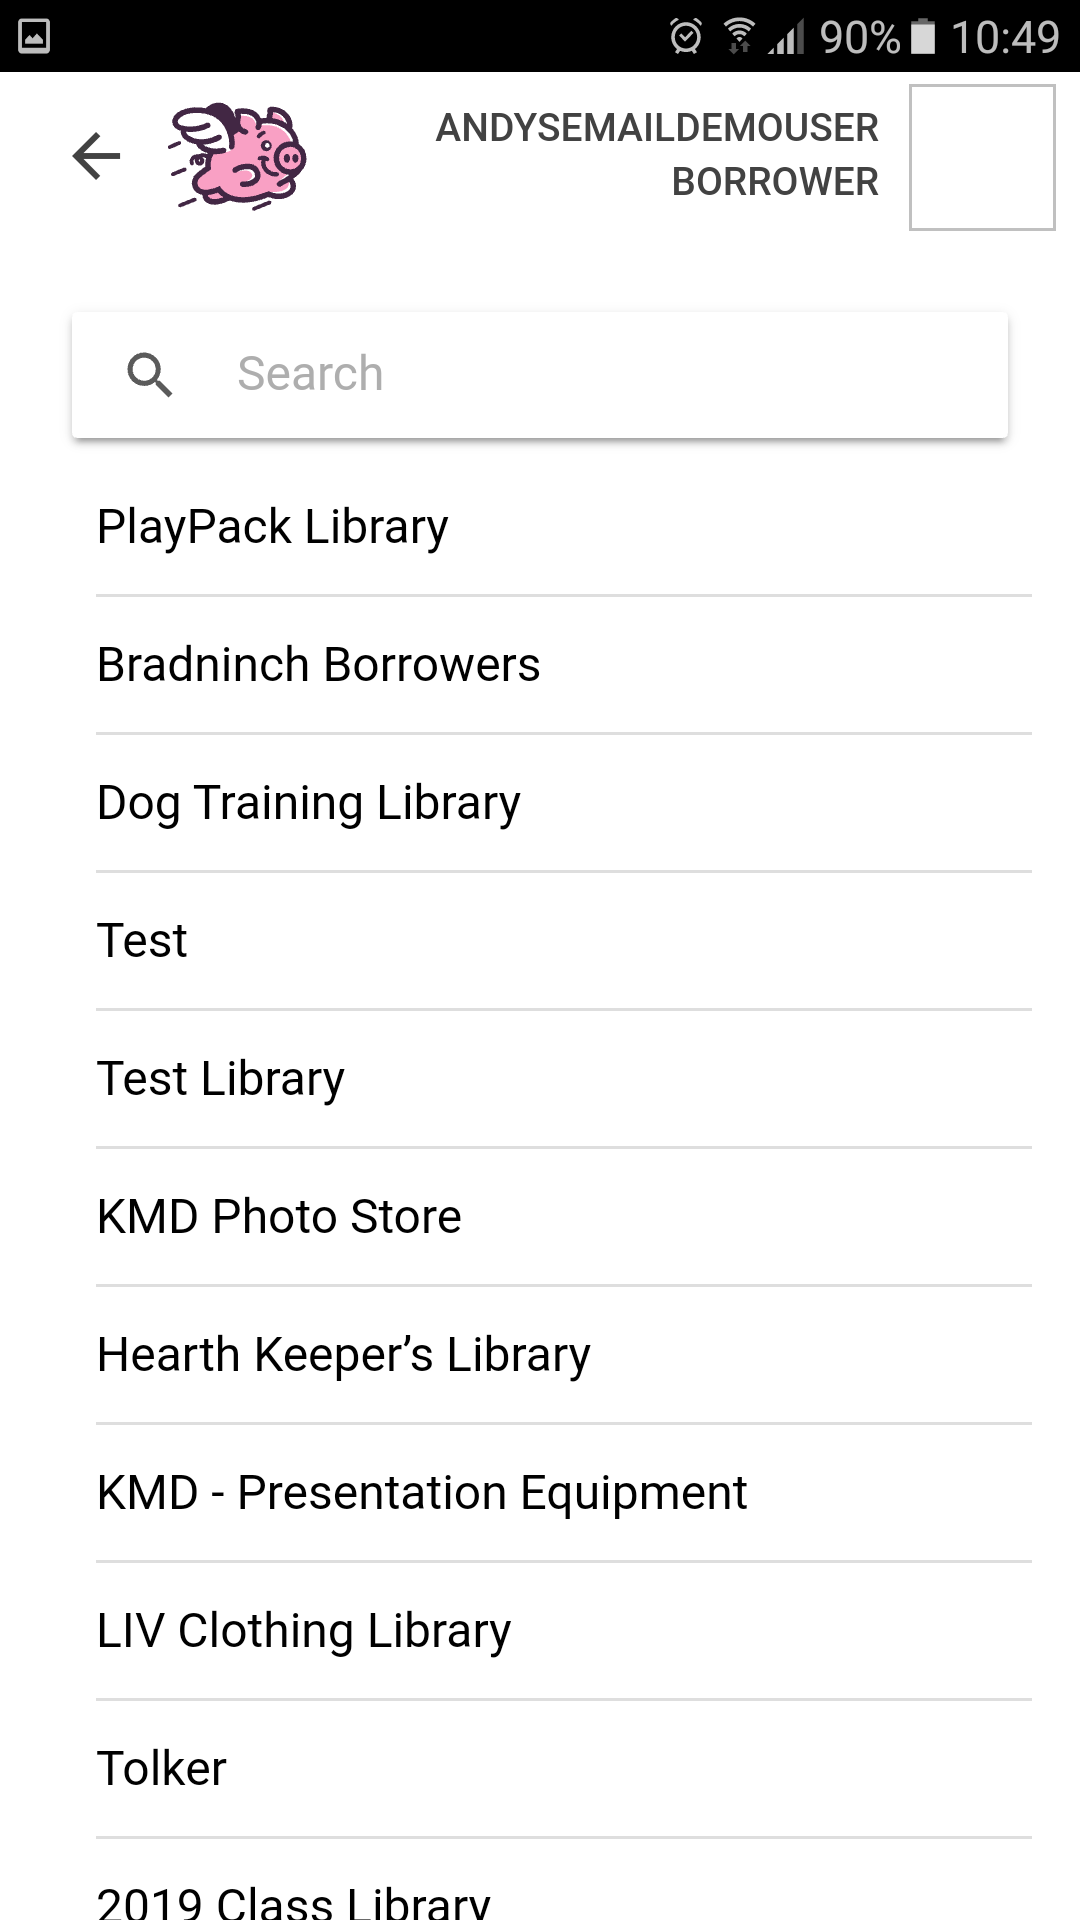 90% 10:49
ANDYSEMAILDEMOUSER
BORROWER
Search
PlayPack Library
Bradninch Borrowers
Dog Training Library
Test
Test Library
KMD Photo Store
Hearth Keeper’s Library
KMD - Presentation Equipment
LIV Clothing Library
Tolker
2019 Class Library